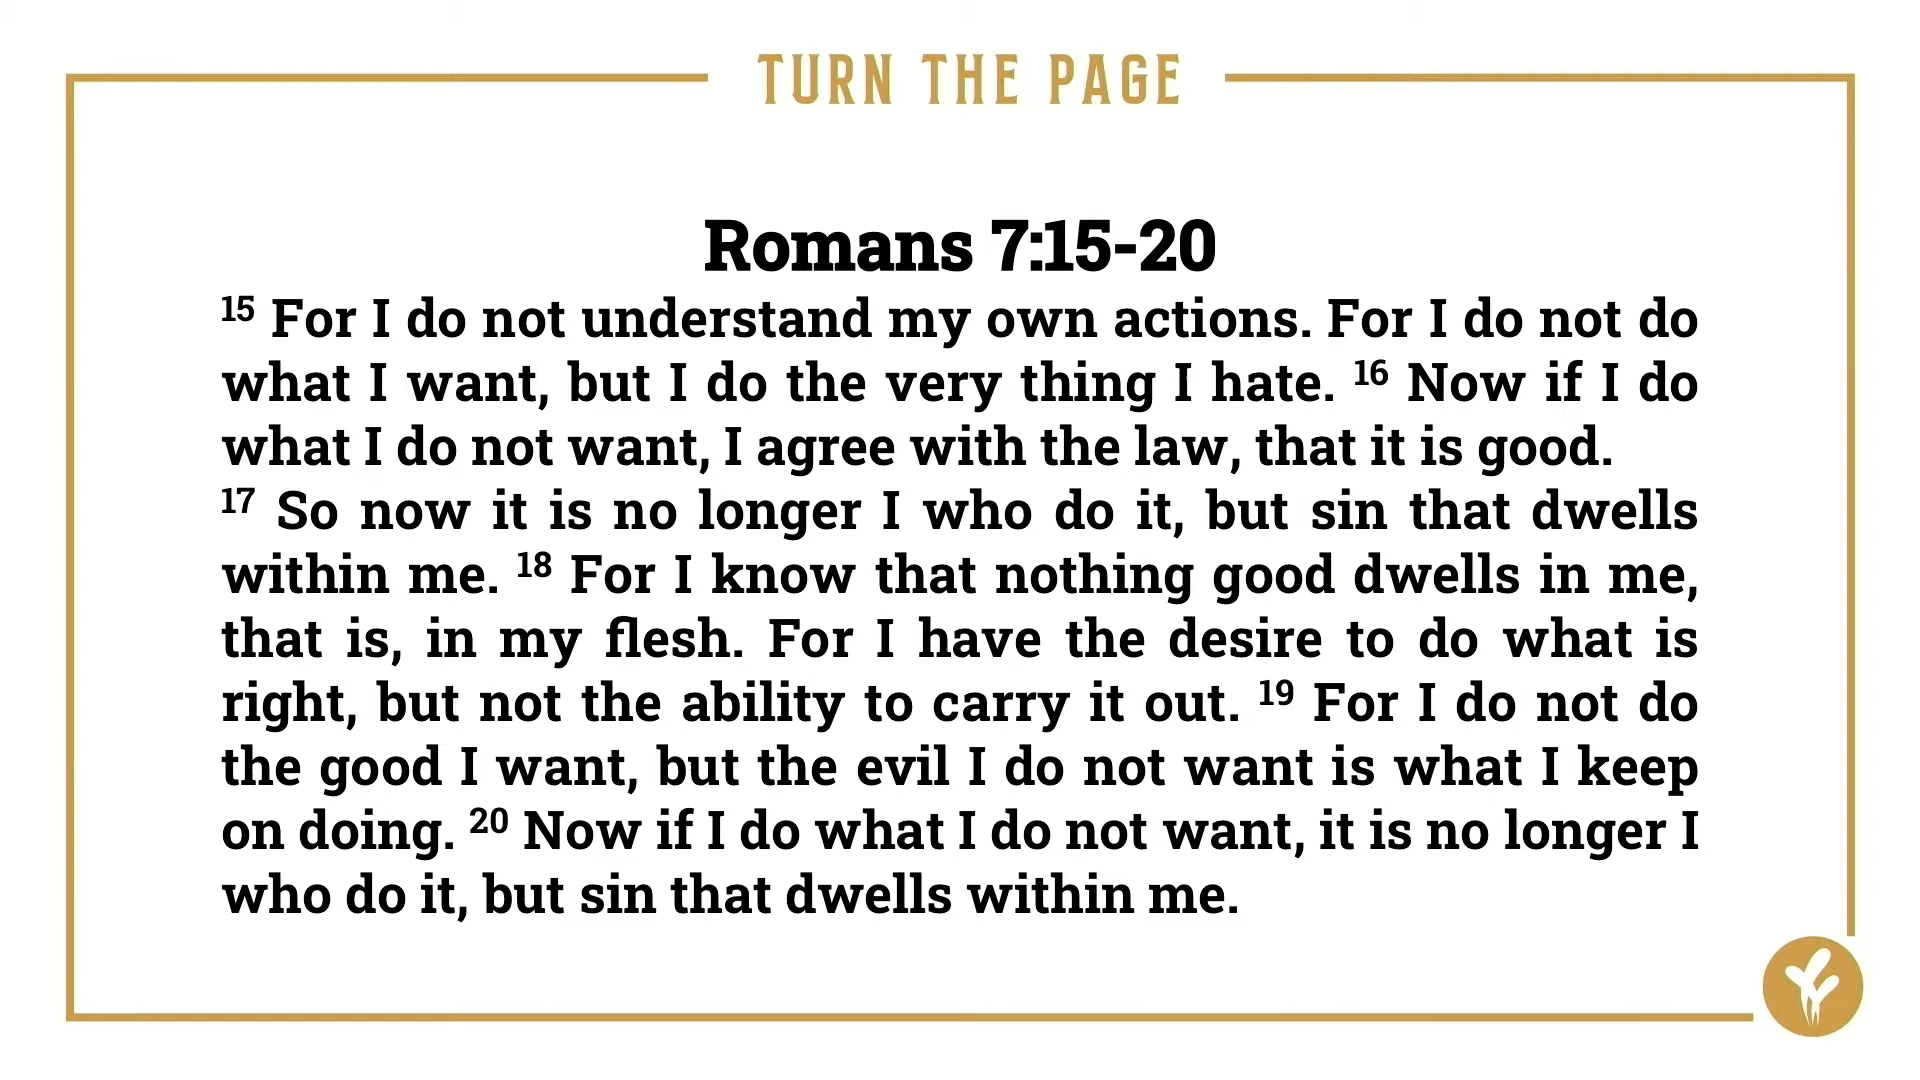 TURN THE PAGE
Romans 7:15-20
15 For I do not understand my own actions. For I do not do
what I want, but I do the very thing I hate. 16 Now if I do
what I do not want, I agree with the law, that it is good.
17 So now it is no longer I who do it, but sin that dwells
within me. 18 For I know that nothing good dwells in me,
that is, in my flesh. For I have the desire to do what is
right, but not the ability to carry it out. 19 For I do not do
the good I want, but the evil I do not want is what I keep
on doing. 20 Now if I do what I do not want, it is no longer I
who do it, but sin that dwells within me.